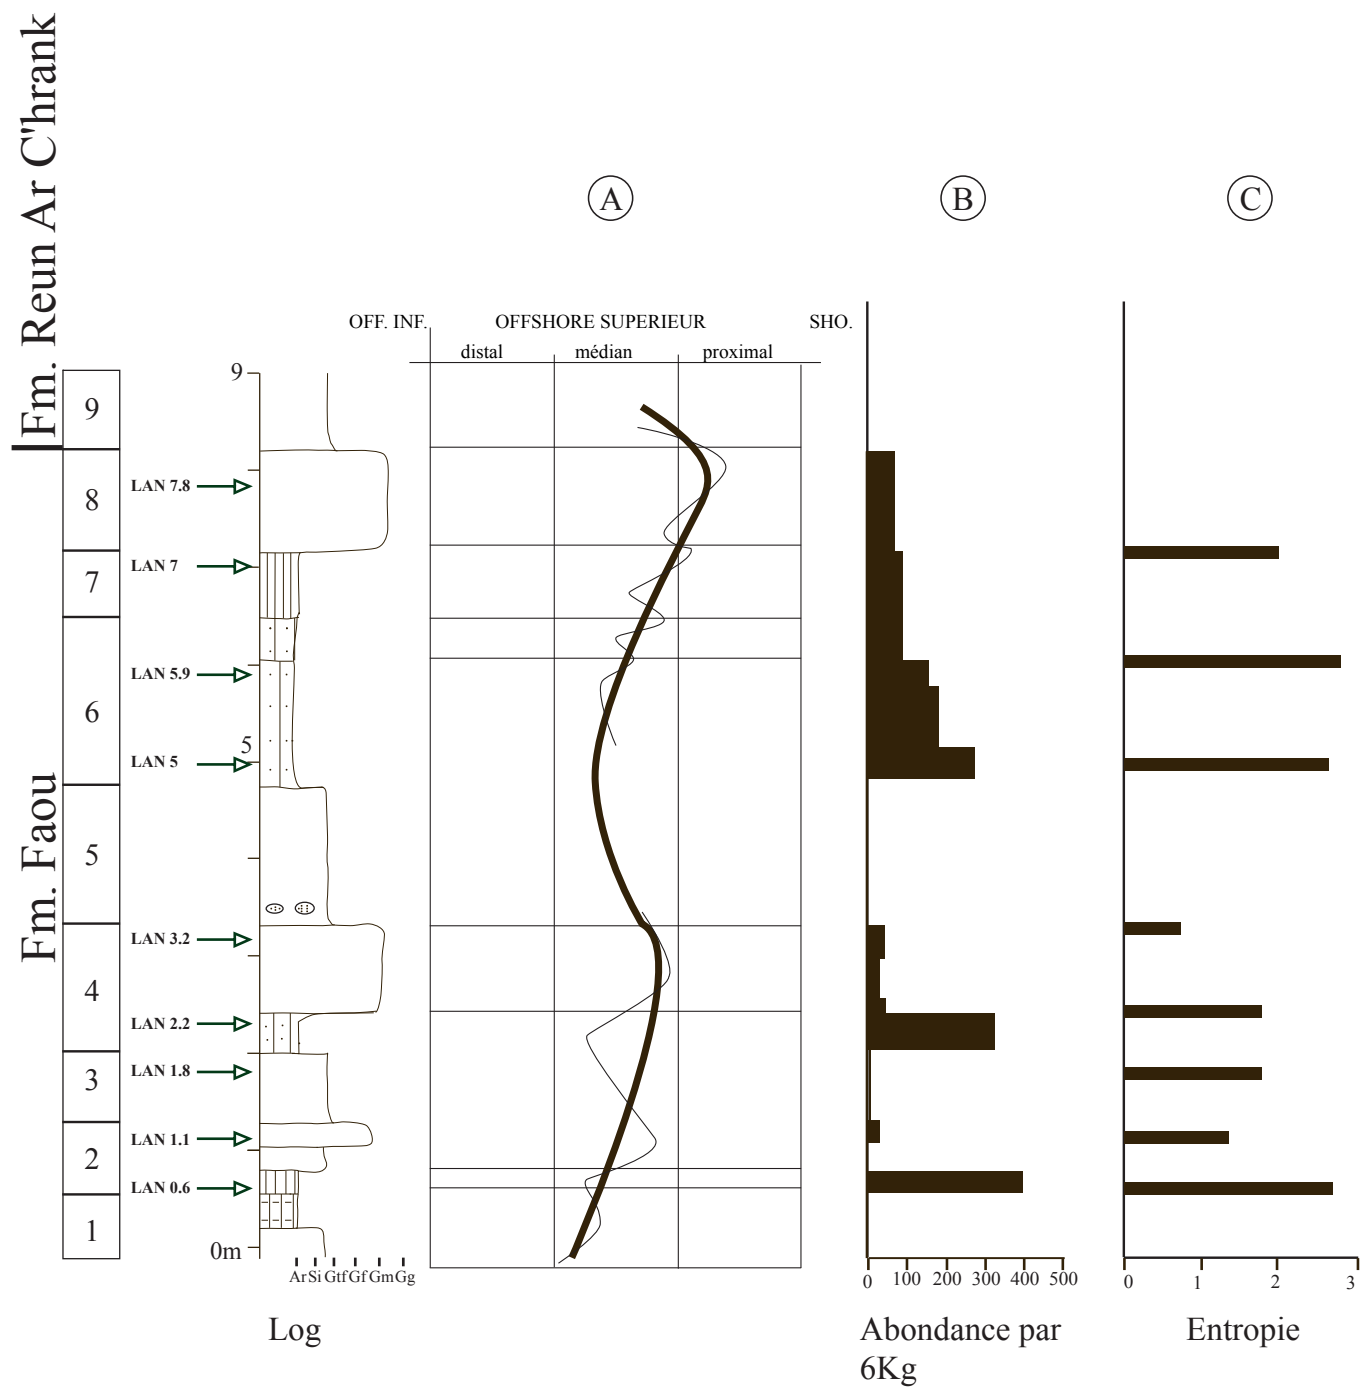 Fm. Reun Ar C'hrank
Fm. Faou
A
B
C
OFF. INF.
OFFSHORE SUPERIEUR
SHO.
distal
médian
proximal
9
8
7
6
5
4
3
2
1
LAN 7.8
LAN 7
LAN 5.9
LAN 5
LAN 3.2
LAN 2.2
LAN 1.8
LAN 1.1
LAN 0.6
9
5
0m
Ar Si Gtf Gf Gm Gg
0 100 200 300 400 500
0 1 2 3
Log
Abondance par
6Kg
Entropie